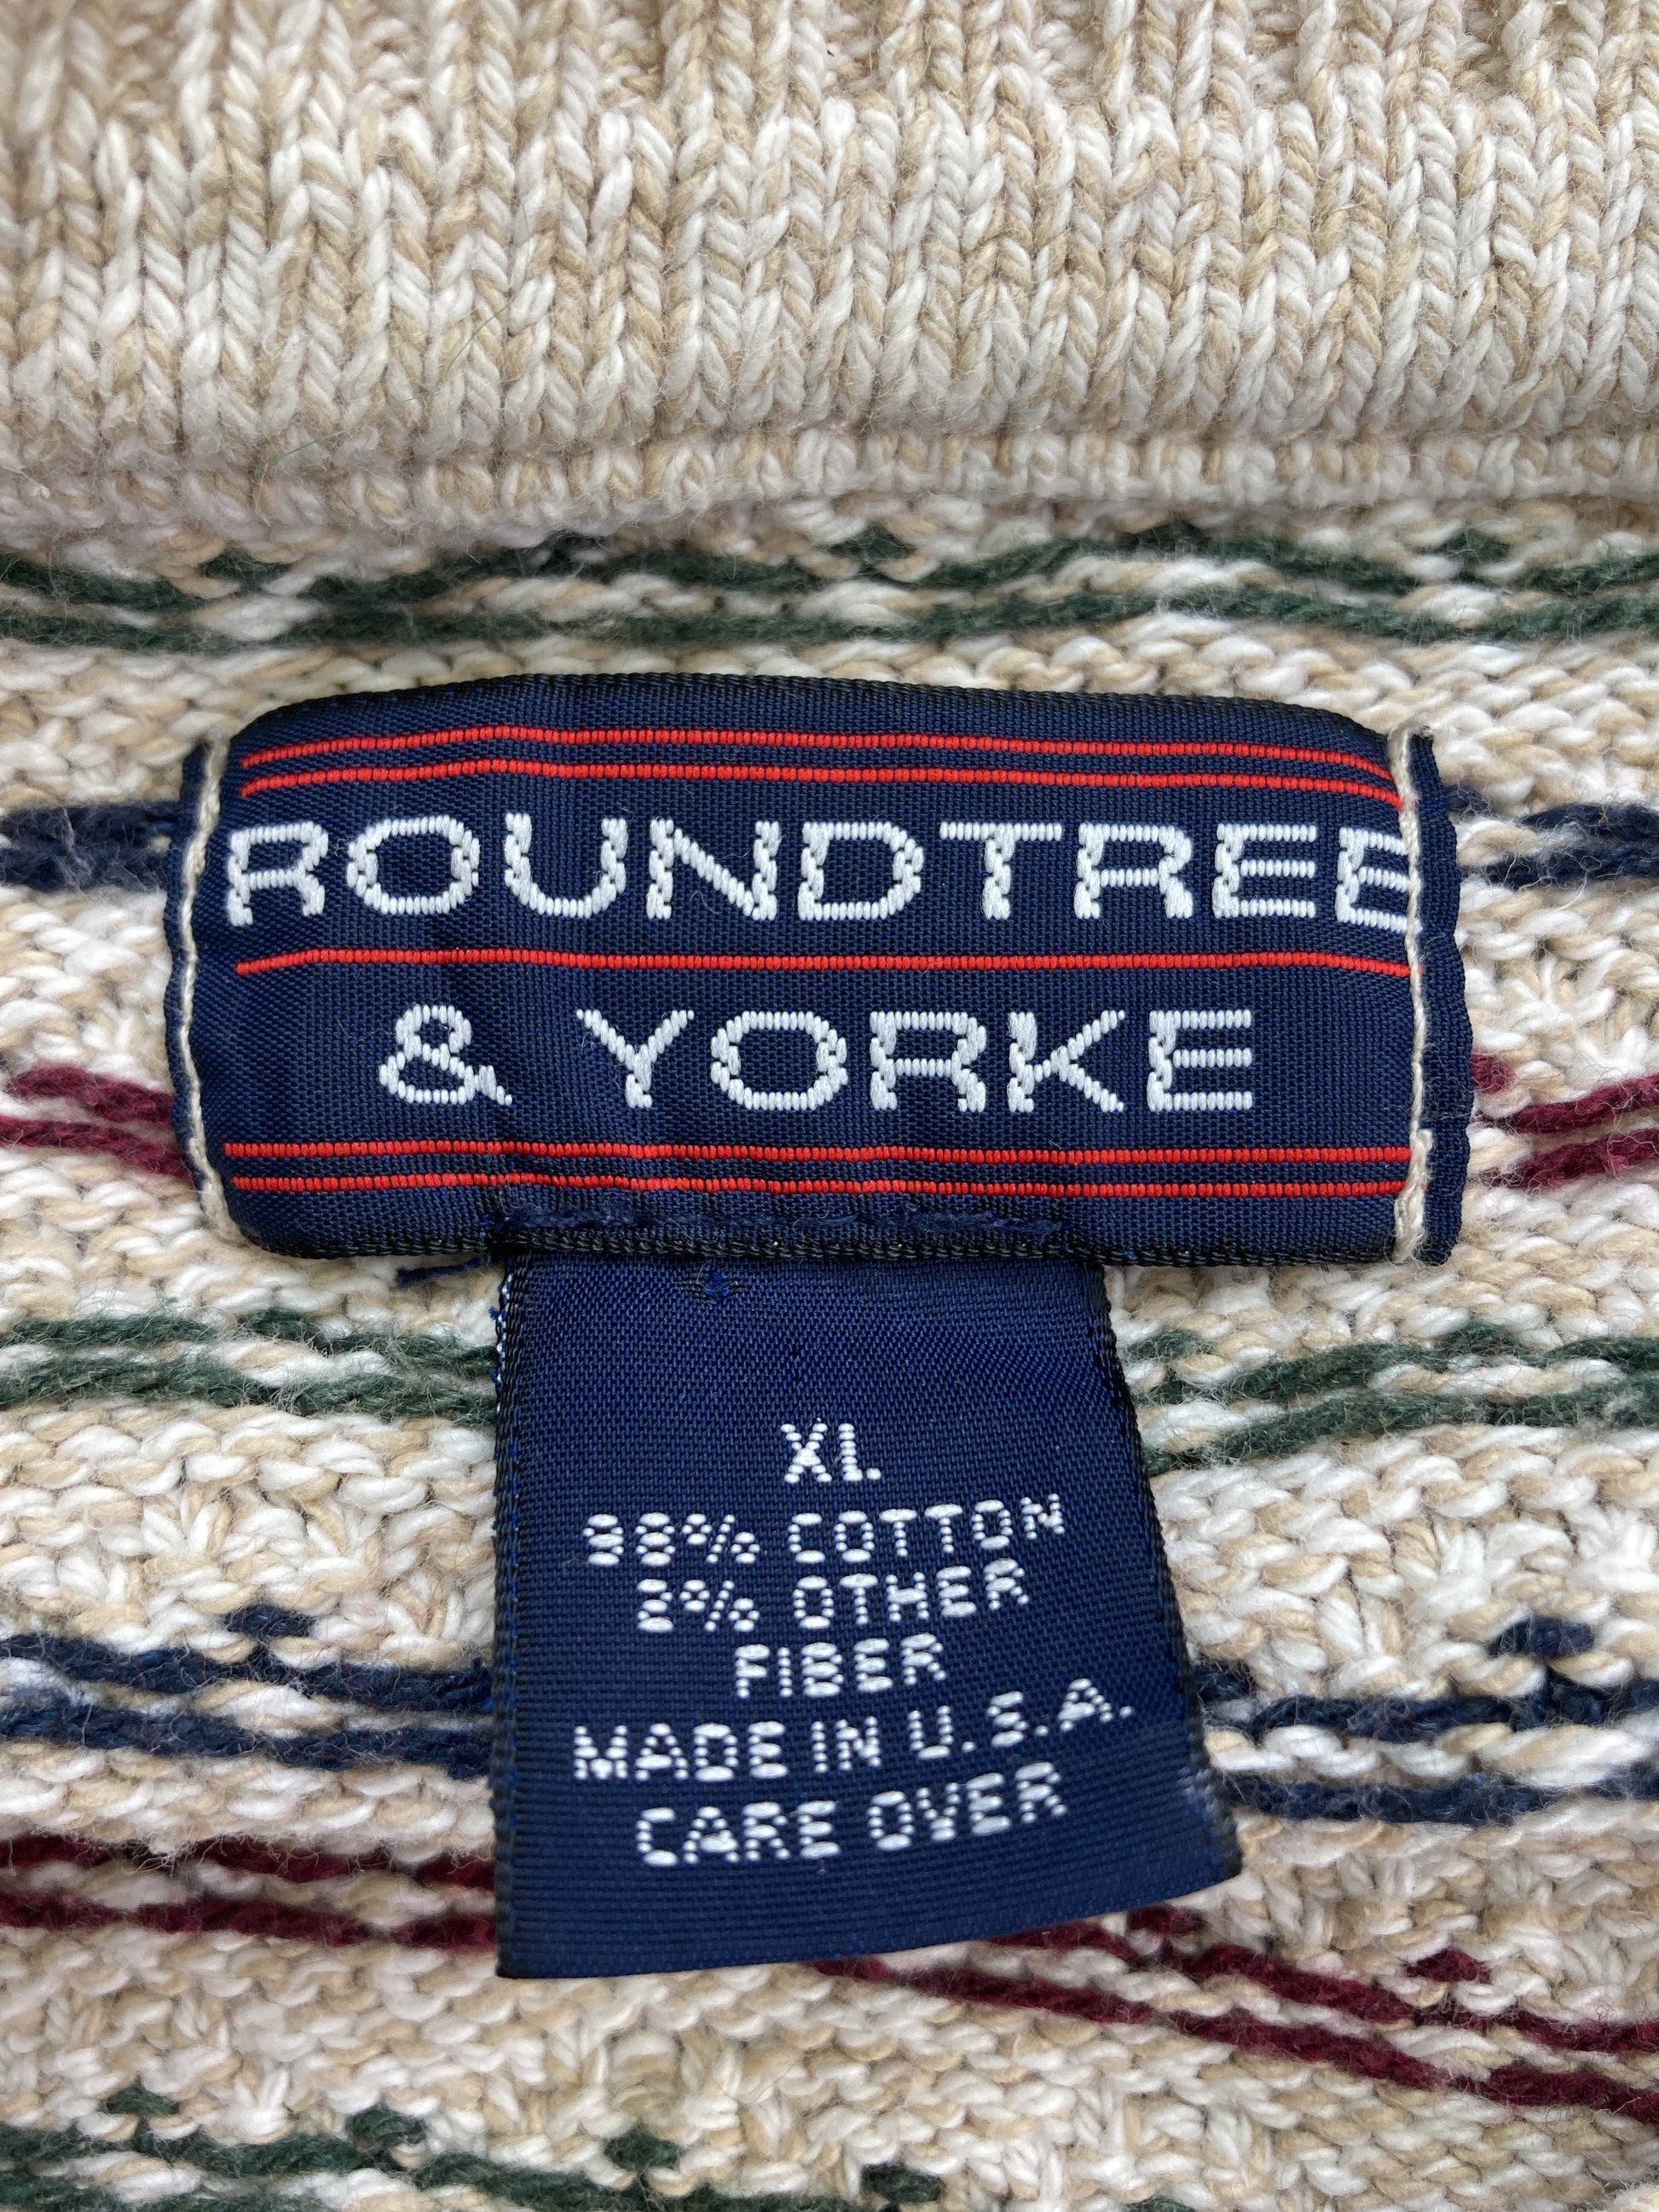 ROUNDTREE
& YORKE
XL
98% COTTON
2% OTHER
FIBER
MADE IN U.S.A.
CARE OVER